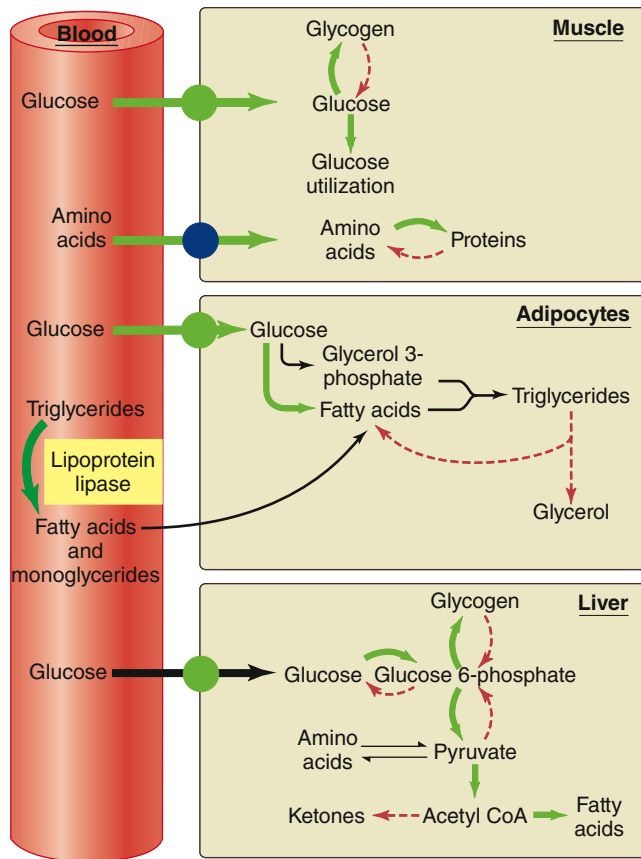 Blood
Glucose
Amino
acids
Glucose
Triglycerides
Lipoprotein
lipase
Fatty acids
and
monoglycerides
Glucose
Muscle
Glycogen
Glucose
Glucose
utilization
Amino
acids
Proteins
Adipocytes
Glucose
Glycerol 3-
phosphate
Fatty acids
Triglycerides
Glycerol
Liver
Glycogen
Glucose
Glucose 6-phosphate
Amino
acids
Pyruvate
Ketones
Acetyl CoA
Fatty
acids